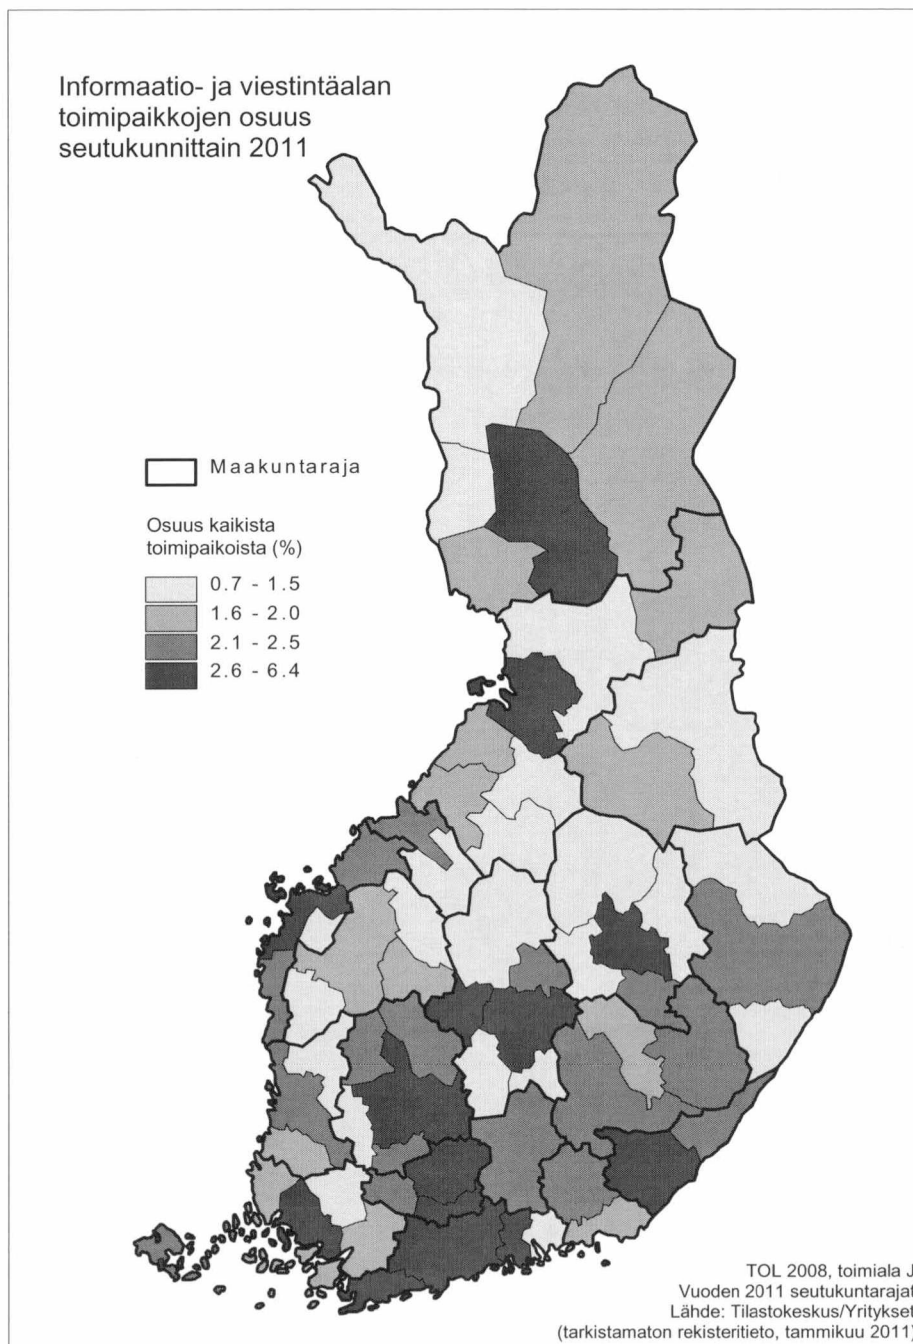 Informaatio- ja viestintäalan
toimipaikkojen osuus
seutukunnittain 2011
Maakuntaraja
Osuus kaikista
toimipaikoista (%)
0.7 - 1.5
1.6 - 2.0
2.1 - 2.5
2.6 - 6.4
TOL 2008, toimiala J
Vuoden 2011 seutukuntarajat
Lähde: Tilastokeskus/Yritykset
(tarkistamaton rekisteritieto, tammikuu 2011)